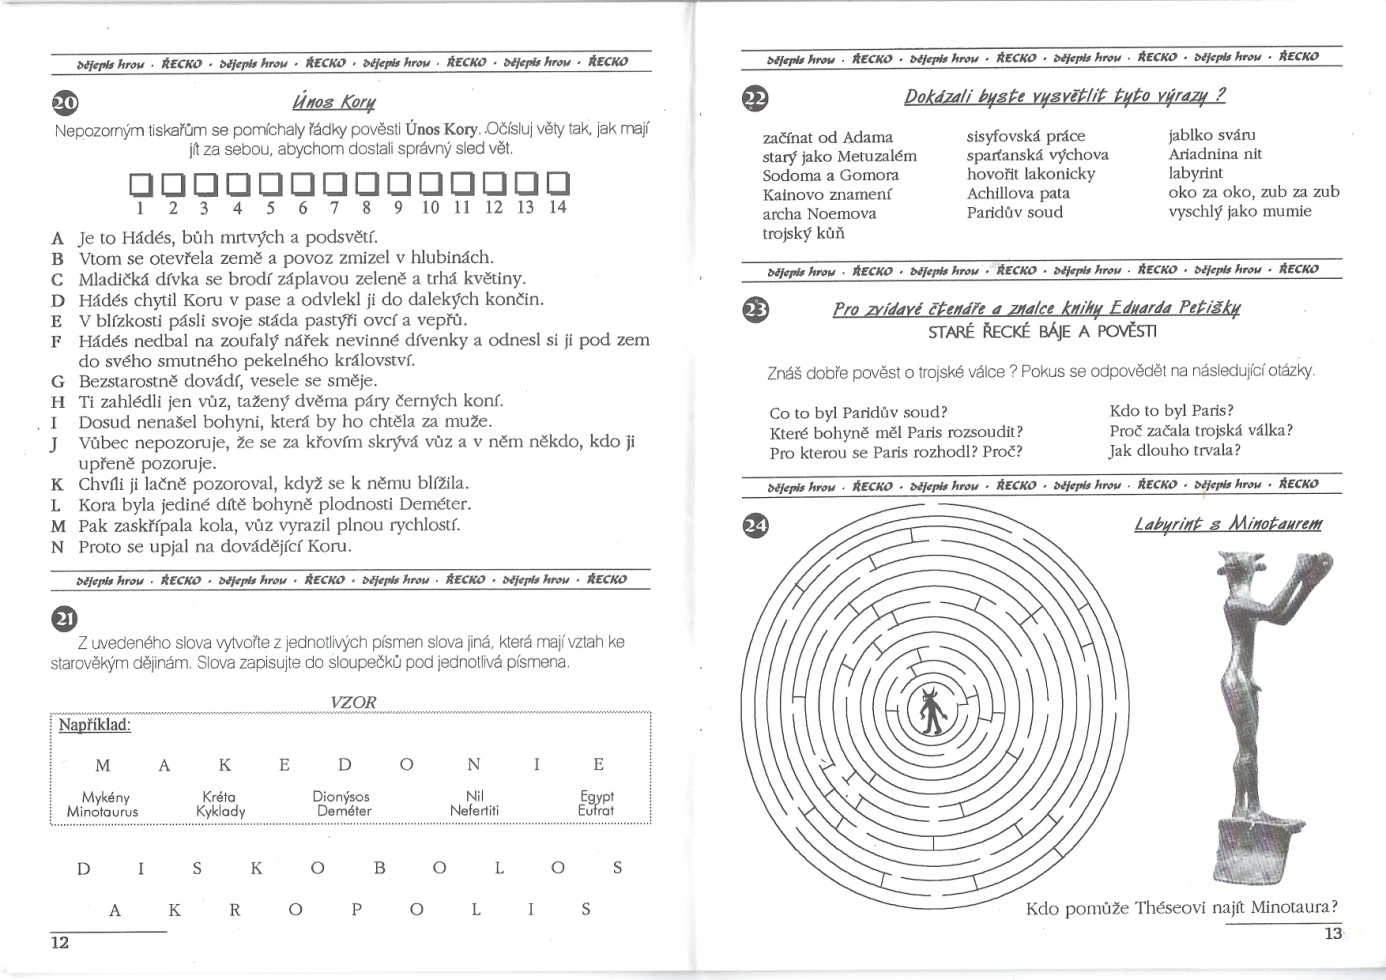 Dějepis hrou · ŘECKO · Dějepis hrou · ŘECKO · Dějepis hrou · ŘECKO · Dějepis hrou · ŘECKO
20
Únos Kory
Nepozorným tiskařům se pomíchaly řádky pověsti Únos Kory. Očísluj věty tak, jak mají
jít za sebou, abychom dostali správný sled vět.
1 2 3 4 5 6 7 8 9 10 11 12 13 14
A Je to Hádés, bůh mrtvých a podsvětí.
B Vtom se otevřela země a povoz zmizel v hlubinách.
C Mladičká dívka se brodí záplavou zeleně a trhá květiny.
D Hádés chytil Koru v pase a odvlekl ji do dalekých končin.
E V blízkosti pásli svoje stáda pastýři ovcí a vepřů.
F Hádés nedbal na zoufalý nářek nevinné dívenky a odnesl si ji pod zem
do svého smutného pekelného království.
G Bezstarostně dovádí, vesele se směje.
H Ti zahlédli jen vůz, tažený dvěma páry černých koní.
I Dosud nenašel bohyni, která by ho chtěla za muže.
J Vůbec nepozoruje, že se za křovím skrývá vůz a v něm někdo, kdo ji
upřeně pozoruje.
K Chvíli ji lačně pozoroval, když se k němu blížila.
L Kora byla jediné dítě bohyně plodnosti Deméter.
M Pak zaskřípala kola, vůz vyrazil plnou rychlostí.
N Proto se upjal na dovádějící Koru.
Dějepis hrou · ŘECKO · Dějepis hrou · ŘECKO · Dějepis hrou · ŘECKO · Dějepis hrou · ŘECKO
21
Z uvedeného slova vytvořte z jednotlivých písmen slova jiná, která mají vztah ke
starověkým dějinám. Slova zapisujte do sloupečků pod jednotlivá písmena.
VZOR
Například:
M A K E D O N I E
Mykény Kréta Dionýsos Nil Egypt
Minotaurus Kyklady Deméter Nefertiti Eufrat
D I S K O B O L O S
A K R O P O L I S
12
Dějepis hrou · ŘECKO · Dějepis hrou · ŘECKO · Dějepis hrou · ŘECKO · Dějepis hrou · ŘECKO
22
Dokázali byste vysvětlit tyto výrazy ?
začínat od Adama sisyfovská práce jablko sváru
starý jako Metuzalém sparťanská výchova Ariadnina nit
Sodoma a Gomora hovořit lakonicky labyrint
Kainovo znamení Achillova pata oko za oko, zub za zub
archa Noemova Paridův soud vyschlý jako mumie
trojský kůň
Dějepis hrou · ŘECKO · Dějepis hrou · ŘECKO · Dějepis hrou · ŘECKO · Dějepis hrou · ŘECKO
23
Pro zvídavé čtenáře a znalce knihy Eduarda Petišky
STARÉ ŘECKÉ BÁJE A POVĚSTI
Znáš dobře pověst o trojské válce ? Pokus se odpovědět na následující otázky.
Co to byl Paridův soud? Kdo to byl Paris?
Které bohyně měl Paris rozsoudit? Proč začala trojská válka?
Pro kterou se Paris rozhodl? Proč? Jak dlouho trvala?
Dějepis hrou · ŘECKO · Dějepis hrou · ŘECKO · Dějepis hrou · ŘECKO · Dějepis hrou · ŘECKO
24
Labyrint s Minotaurem
Kdo pomůže Théseovi najít Minotaura?
13